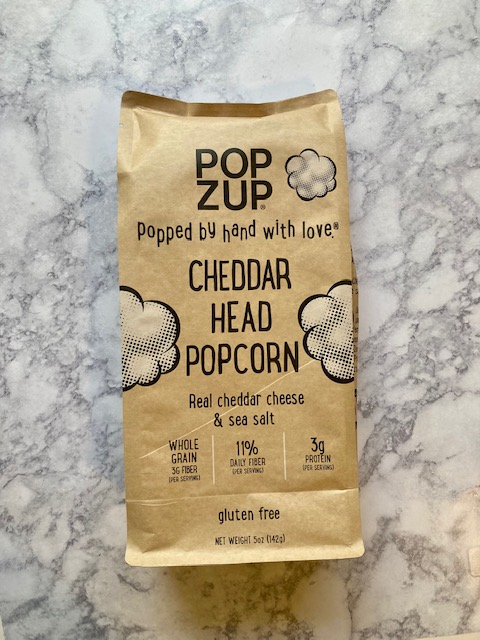 POP
ZUP®
Popped by hand with love.®
CHEDDAR
HEAD
POPCORN
Real cheddar cheese
& sea salt
WHOLE
GRAIN
3G FIBER
(PER SERVING)
11%
DAILY FIBER
(PER SERVING)
3g
PROTEIN
(PER SERVING)
gluten free
NET WEIGHT 5oz (142g)